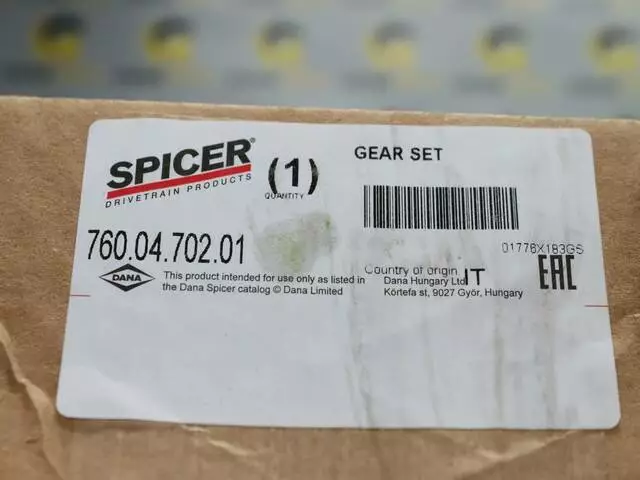 SPICER®
DRIVETRAIN PRODUCTS
(1)
QUANTITY
GEAR SET
760.04.702.01
01776X183GS
DANA
This product intended for use only as listed in
the Dana Spicer catalog © Dana Limited
Country of origin IT
Dana Hungary Ltd
Körtefa st, 9027 Győr, Hungary
EAC